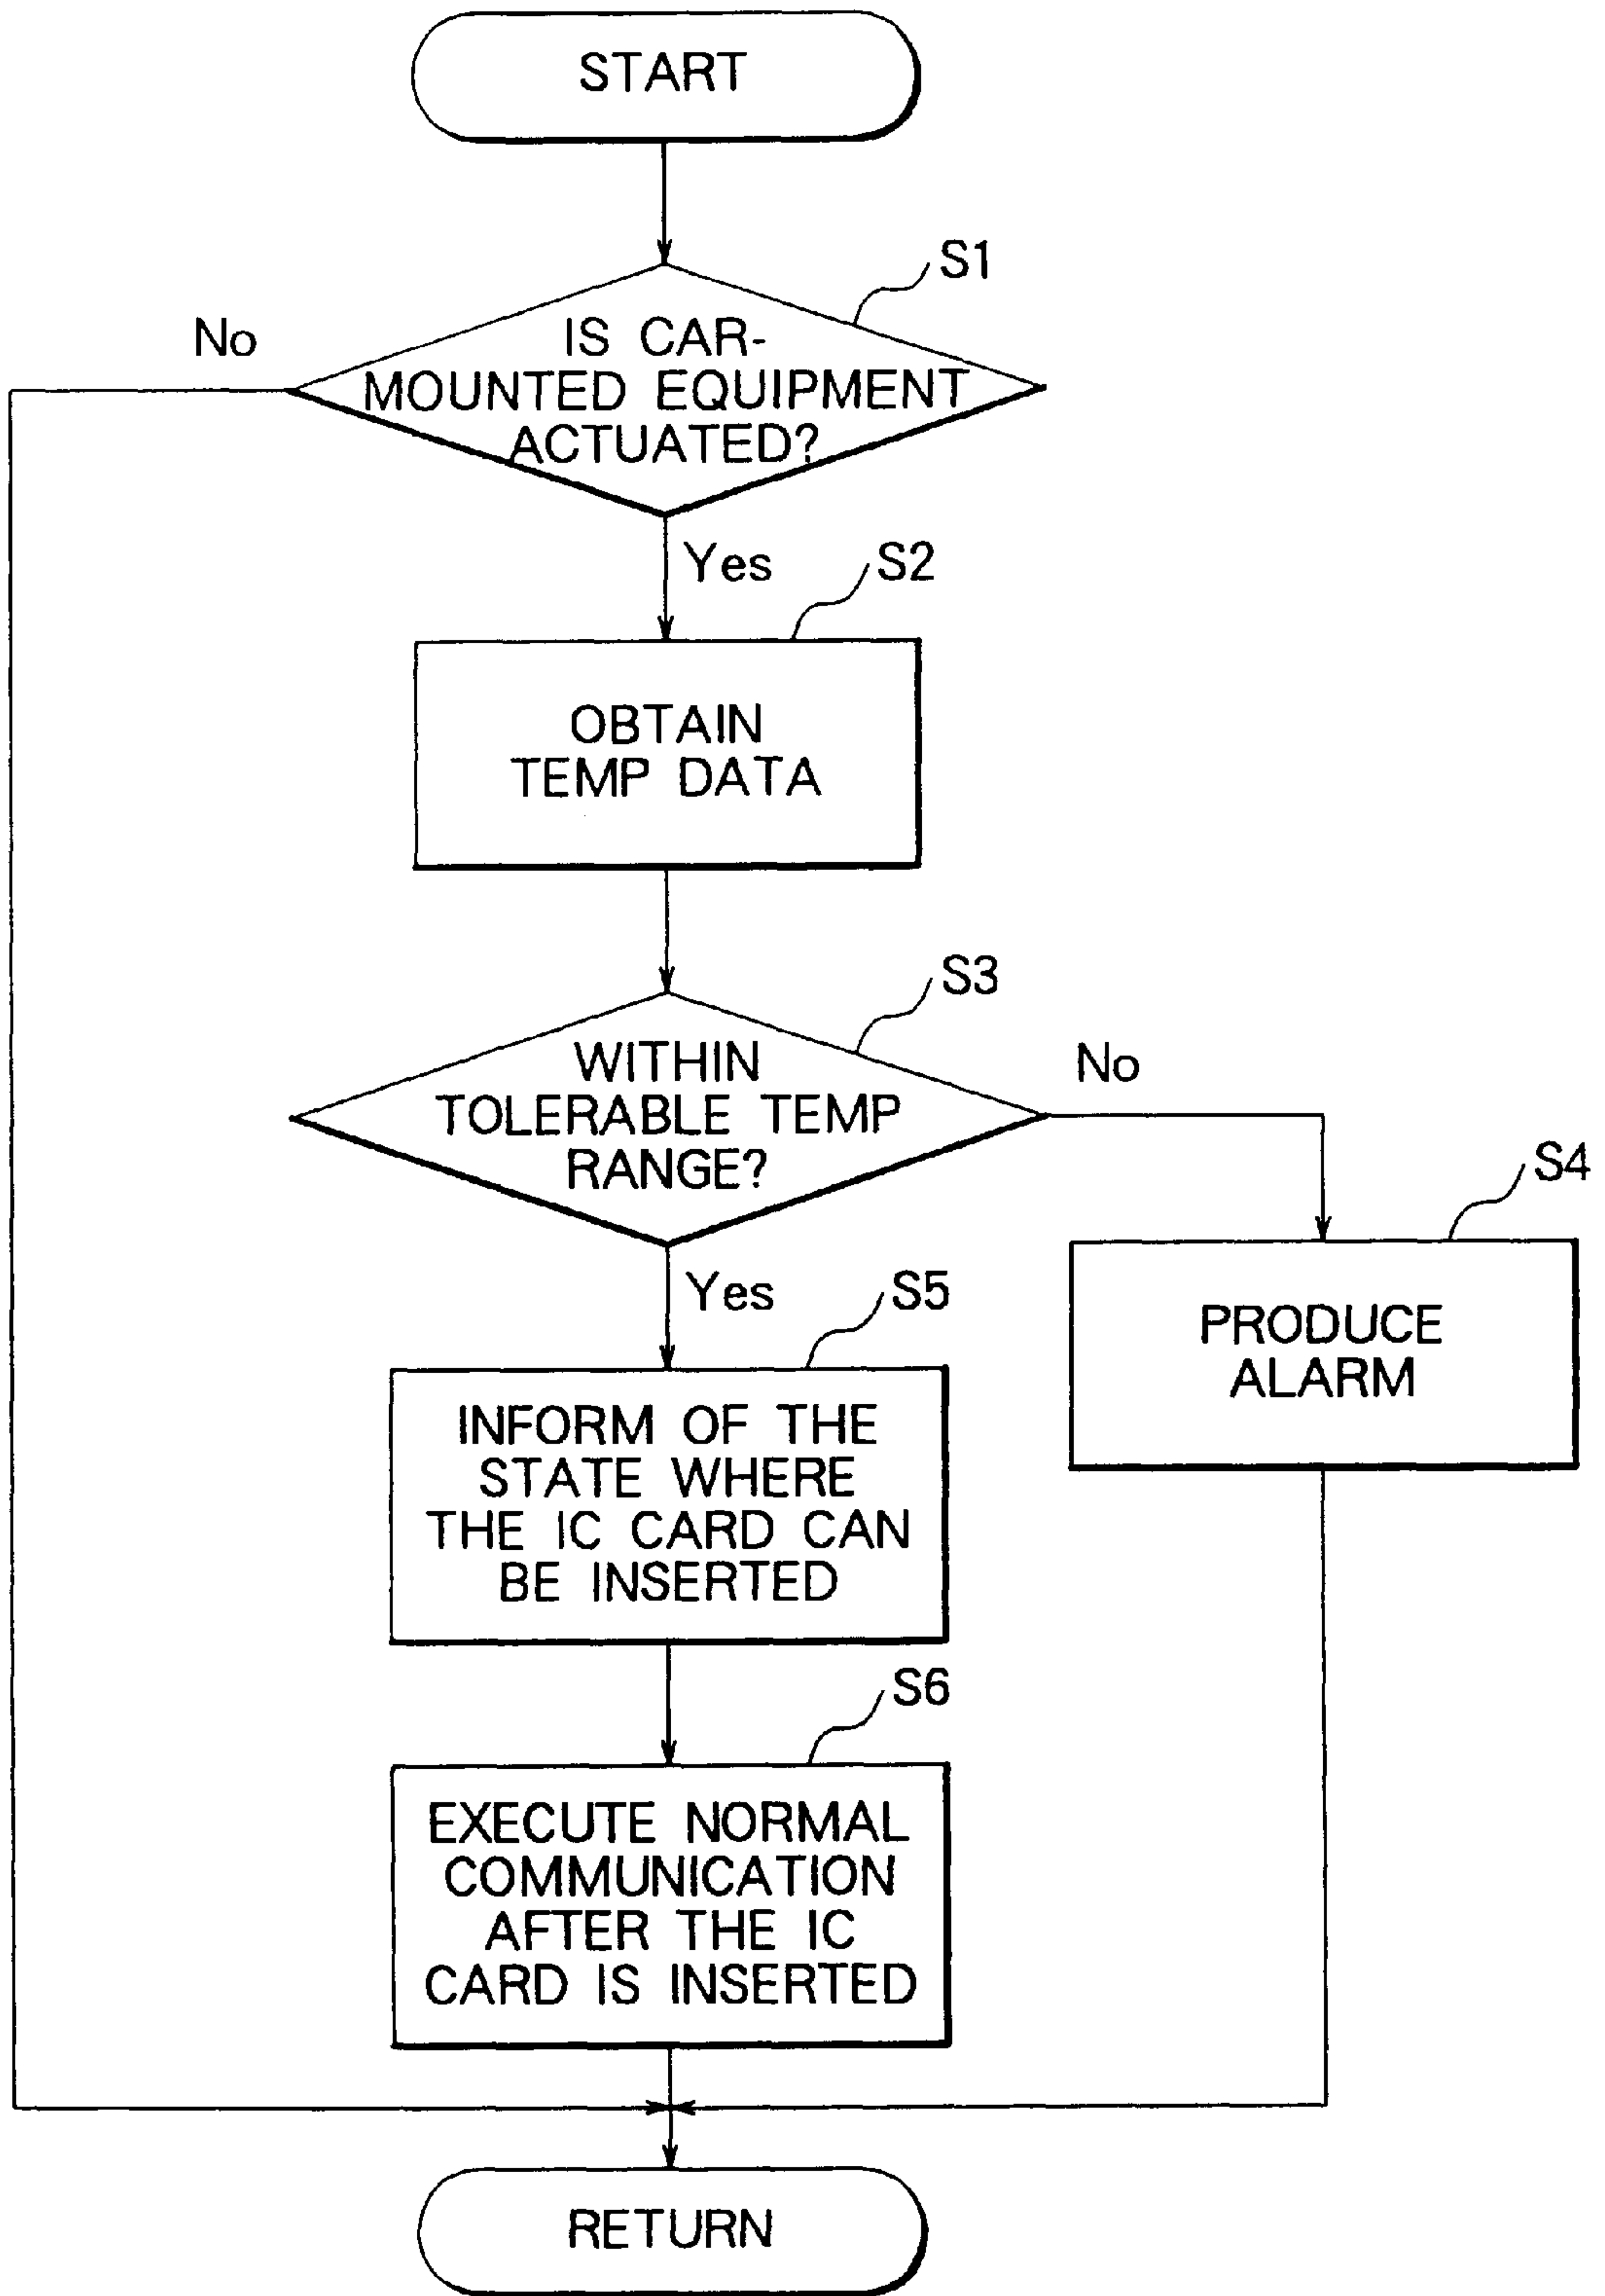 START
S1
No
IS CAR-
MOUNTED EQUIPMENT
ACTUATED?
Yes
S2
OBTAIN
TEMP DATA
S3
WITHIN
TOLERABLE TEMP
RANGE?
No
S4
PRODUCE
ALARM
Yes
S5
INFORM OF THE
STATE WHERE
THE IC CARD CAN
BE INSERTED
S6
EXECUTE NORMAL
COMMUNICATION
AFTER THE IC
CARD IS INSERTED
RETURN